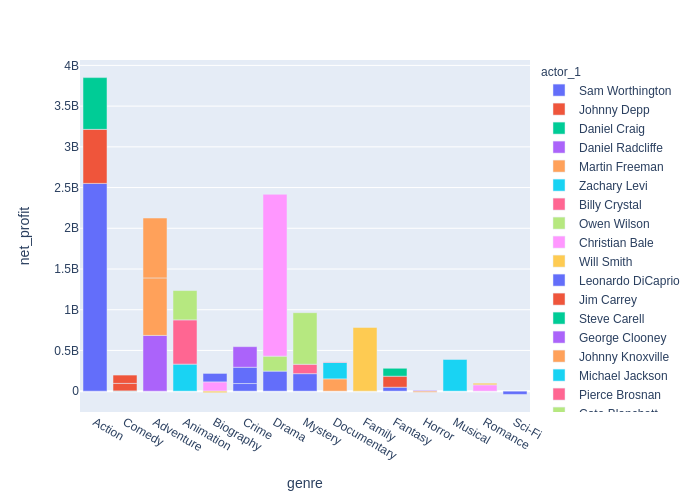 4B
3.5B
3B
2.5B
2B
1.5B
1B
0.5B
0
net_profit
Action
Comedy
Adventure
Animation
Biography
Crime
Drama
Mystery
Documentary
Family
Fantasy
Horror
Musical
Romance
Sci-Fi
genre
actor_1
Sam Worthington
Johnny Depp
Daniel Craig
Daniel Radcliffe
Martin Freeman
Zachary Levi
Billy Crystal
Owen Wilson
Christian Bale
Will Smith
Leonardo DiCaprio
Jim Carrey
Steve Carell
George Clooney
Johnny Knoxville
Michael Jackson
Pierce Brosnan
Cate Blanchett